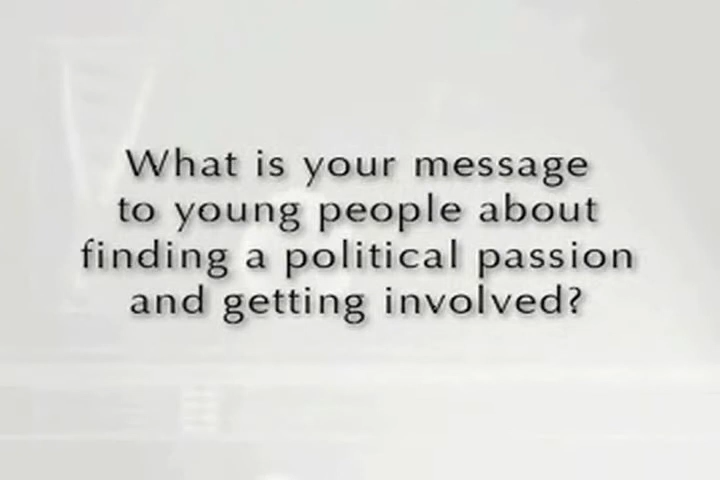 What is your message
to young people about
finding a political passion
and getting involved?